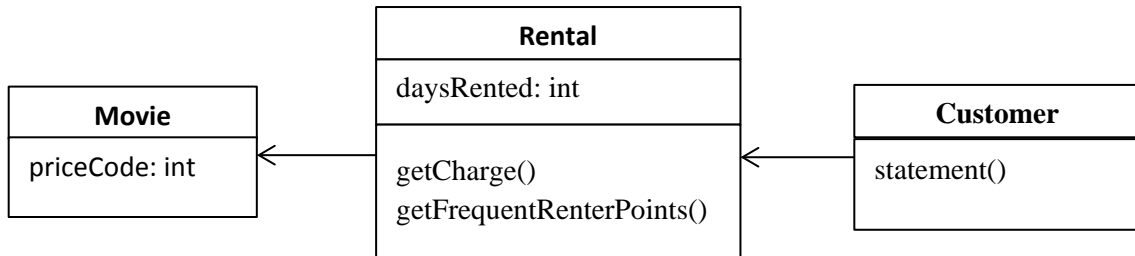 Movie
priceCode: int
Rental
daysRented: int
getCharge()
getFrequentRenterPoints()
Customer
statement()